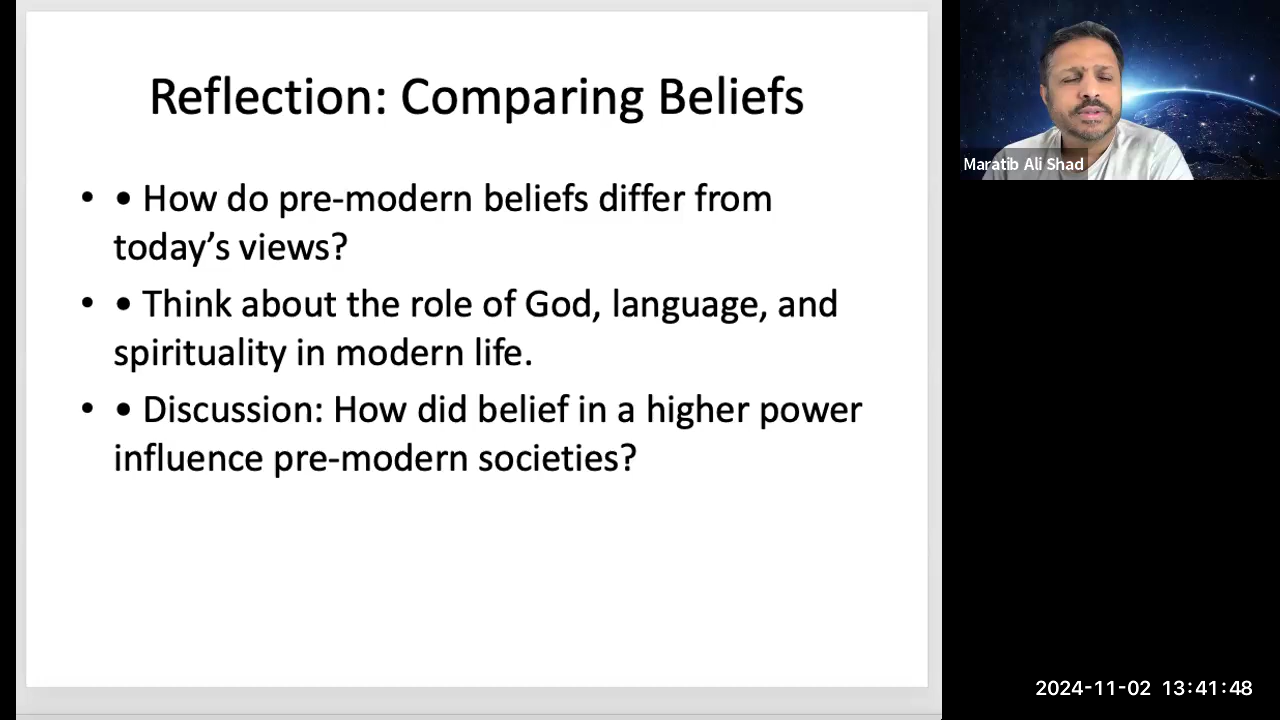 Reflection: Comparing Beliefs
• • How do pre-modern beliefs differ from
today’s views?
• • Think about the role of God, language, and
spirituality in modern life.
• • Discussion: How did belief in a higher power
influence pre-modern societies?
Maratib Ali Shad
2024-11-02 13:41:48